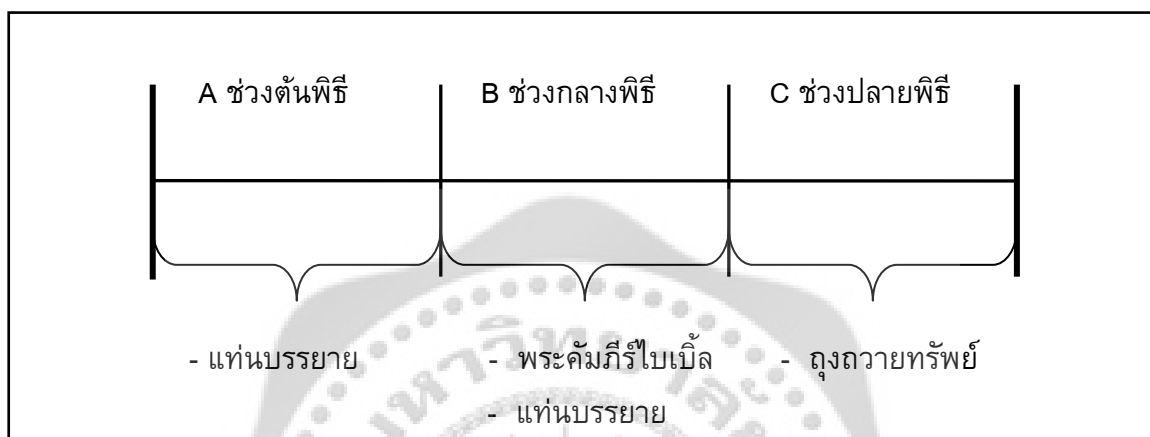 A ช่วงต้นพิธี B ช่วงกลางพิธี C ช่วงปลายพิธี
- แท่นบรรยาย - พระคัมภีร์ไบเบิ้ล - ถุงถวายทรัพย์
- แท่นบรรยาย